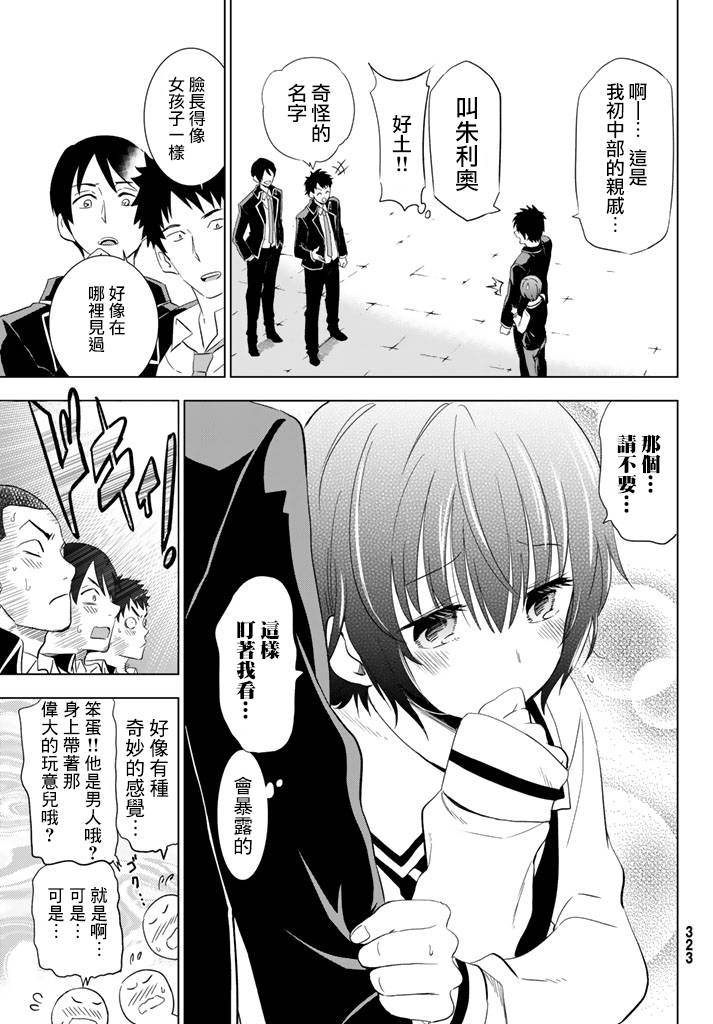 啊──… 這是
我初中部的親戚…
叫朱利奧
好土!!
奇怪的
名字
臉長得像
女孩子一樣
好像在
哪裡見過
那個…
請不要…
這樣
盯著我看…
會暴露的
好像有種
奇妙的感覺…
笨蛋!!他是男人哦?
身上帶著那
偉大的玩意兒哦?
ゴク…
就是啊…
可是…
可是…
323